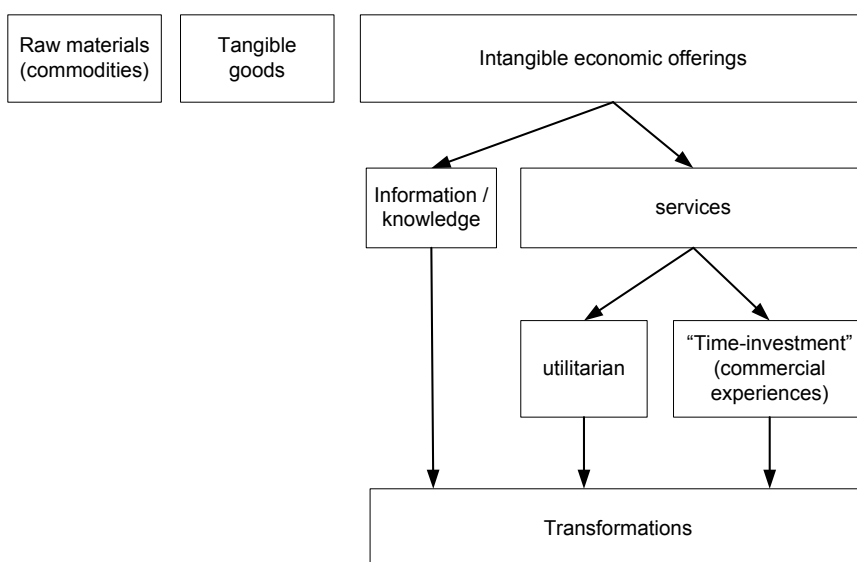 Raw materials
(commodities)
Tangible
goods
Intangible economic offerings
Information /
knowledge
services
utilitarian
“Time-investment”
(commercial
experiences)
Transformations